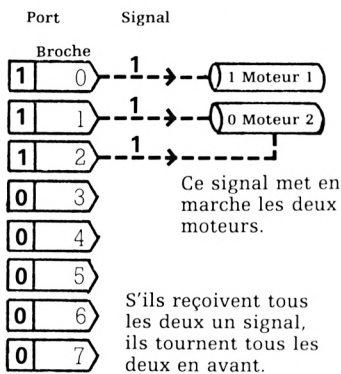 Port Signal
Broche
1 0 1 1 Moteur 1
1 1 1 0 Moteur 2
1 2 1
0 3
Ce signal met en
marche les deux
moteurs.
0 4
0 5
0 6
0 7
S'ils reçoivent tous
les deux un signal,
ils tournent tous les
deux en avant.